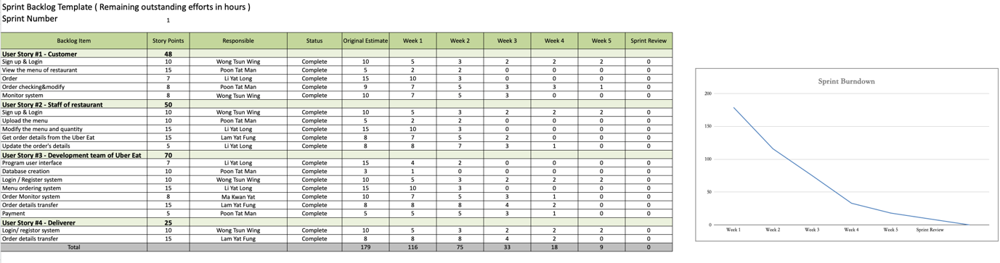 Sprint Backlog Template ( Remaining outstanding efforts in hours )
Sprint Number 1
Backlog Item Story Points Responsible Status Original Estimate Week 1 Week 2 Week 3 Week 4 Week 5 Sprint Review
User Story #1 - Customer 48
Sign up & Login 10 Wong Tsun Wing Complete 10 5 3 2 2 2 0
View the menu of restaurant 15 Poon Tat Man Complete 5 2 2 0 0 0 0
Order 7 Li Yat Long Complete 15 10 3 0 0 0 0
Order checking&modify 8 Poon Tat Man Complete 9 7 5 3 3 1 0
Monitor system 8 Wong Tsun Wing Complete 10 7 5 3 0 0 0
User Story #2 - Staff of restaurant 50
Sign up & Login 10 Wong Tsun Wing Complete 10 5 3 2 2 2 0
Upload the menu 10 Poon Tat Man Complete 5 2 2 0 0 0 0
Modify the menu and quantity 15 Li Yat Long Complete 15 10 3 0 0 0 0
Get order details from the Uber Eat 15 Lam Yat Fung Complete 8 7 5 2 0 0 0
Update the order's details 5 Li Yat Long Complete 8 8 7 3 1 0 0
User Story #3 - Development team of Uber Eat 70
Program user interface 7 Li Yat Long Complete 15 4 2 0 0 0 0
Database creation 10 Poon Tat Man Complete 3 1 0 0 0 0 0
Login / Register system 10 Wong Tsun Wing Complete 10 5 3 2 2 2 0
Menu ordering system 15 Li Yat Long Complete 15 10 3 0 0 0 0
Order Monitor system 8 Ma Kwan Yat Complete 10 7 5 3 1 0 0
Order details transfer 15 Lam Yat Fung Complete 8 8 8 4 2 0 0
Payment 5 Poon Tat Man Complete 5 5 5 3 1 0 0
User Story #4 - Deliverer 25
Login/ registor system 10 Wong Tsun Wing Complete 10 5 3 2 2 2 0
Order details transfer 15 Lam Yat Fung Complete 8 8 8 4 2 0 0
Total 179 116 75 33 18 9 0
Sprint Burndown
200
150
100
50
0
Week 1 Week 2 Week 3 Week 4 Week 5 Sprint Review